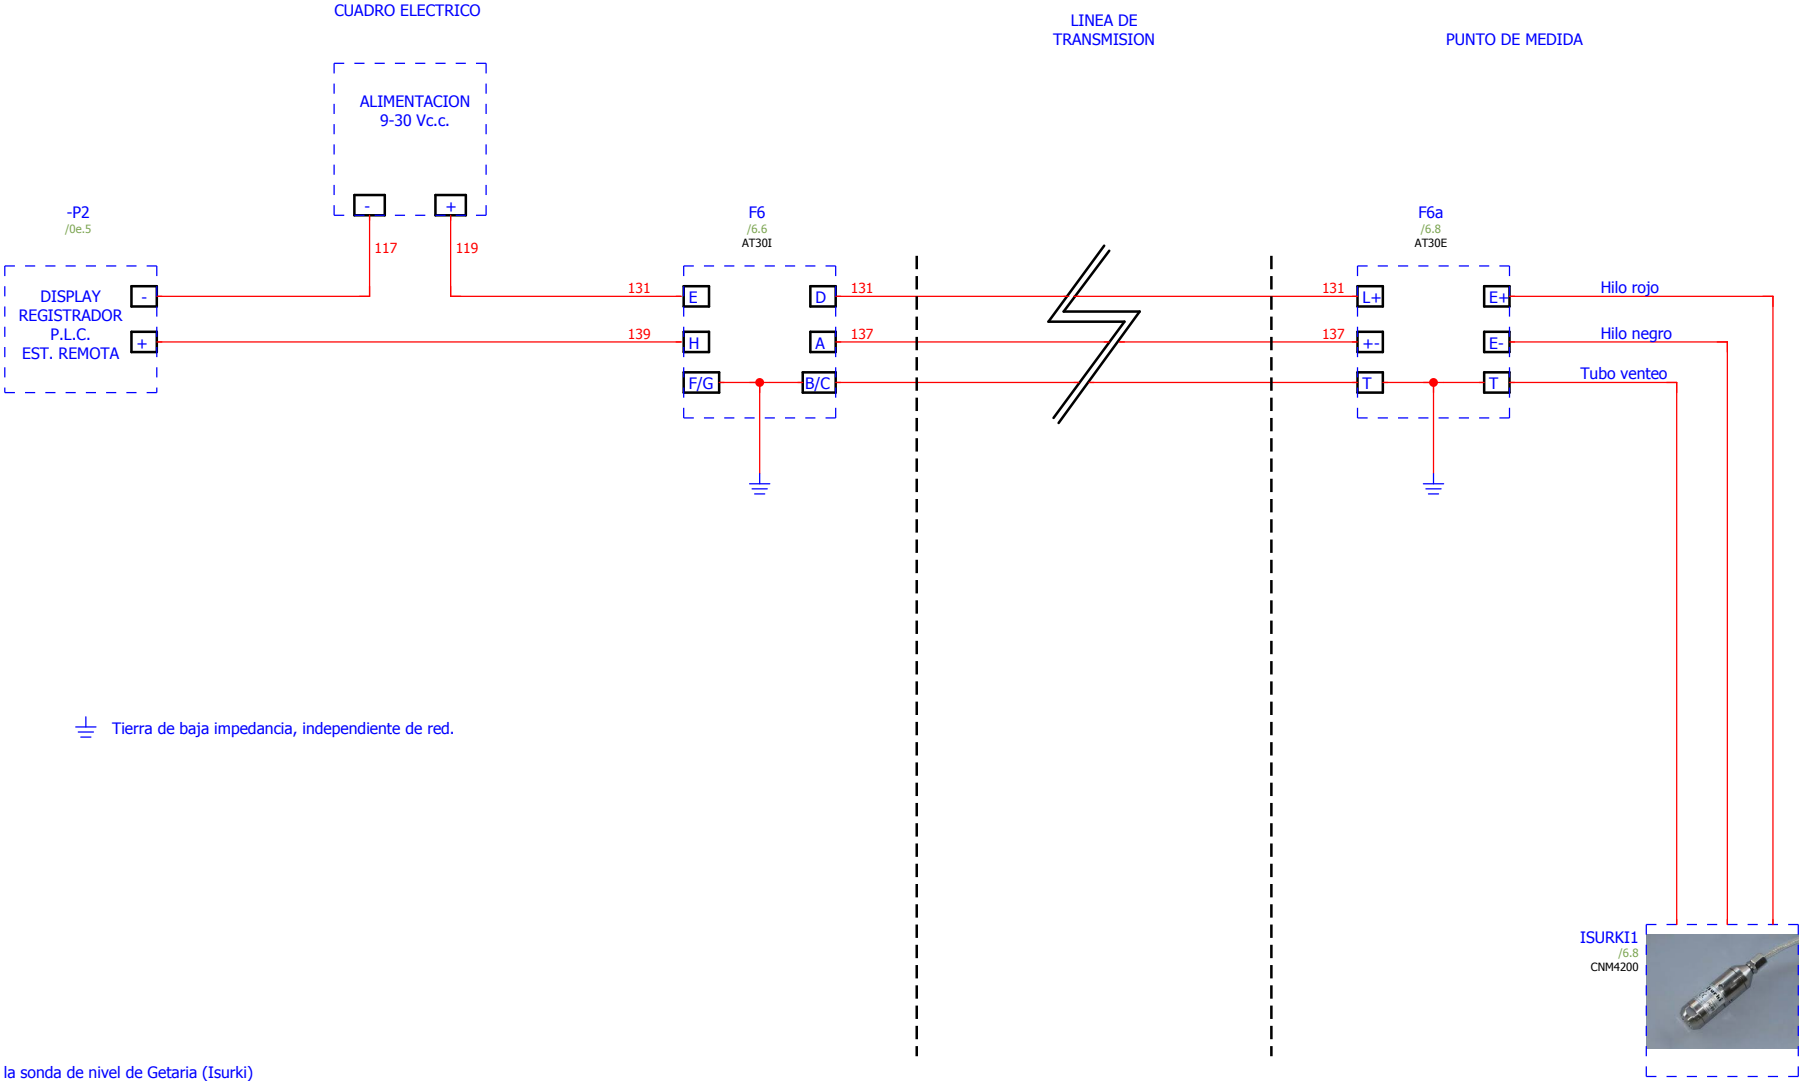 CUADRO ELECTRICO
LINEA DE
TRANSMISION
PUNTO DE MEDIDA
ALIMENTACION
9-30 Vc.c.
- +
117 119
-P2
/0e.5
DISPLAY
REGISTRADOR
P.L.C.
EST. REMOTA
-
+
F6
/6.6
AT30I
131 E D 131
139 H A 137
F/G B/C
F6a
/6.8
AT30E
131 L+ E+ Hilo rojo
137 +- E- Hilo negro
T T Tubo venteo
Tierra de baja impedancia, independiente de red.
ISURKI1
/6.8
CNM4200
la sonda de nivel de Getaria (Isurki)